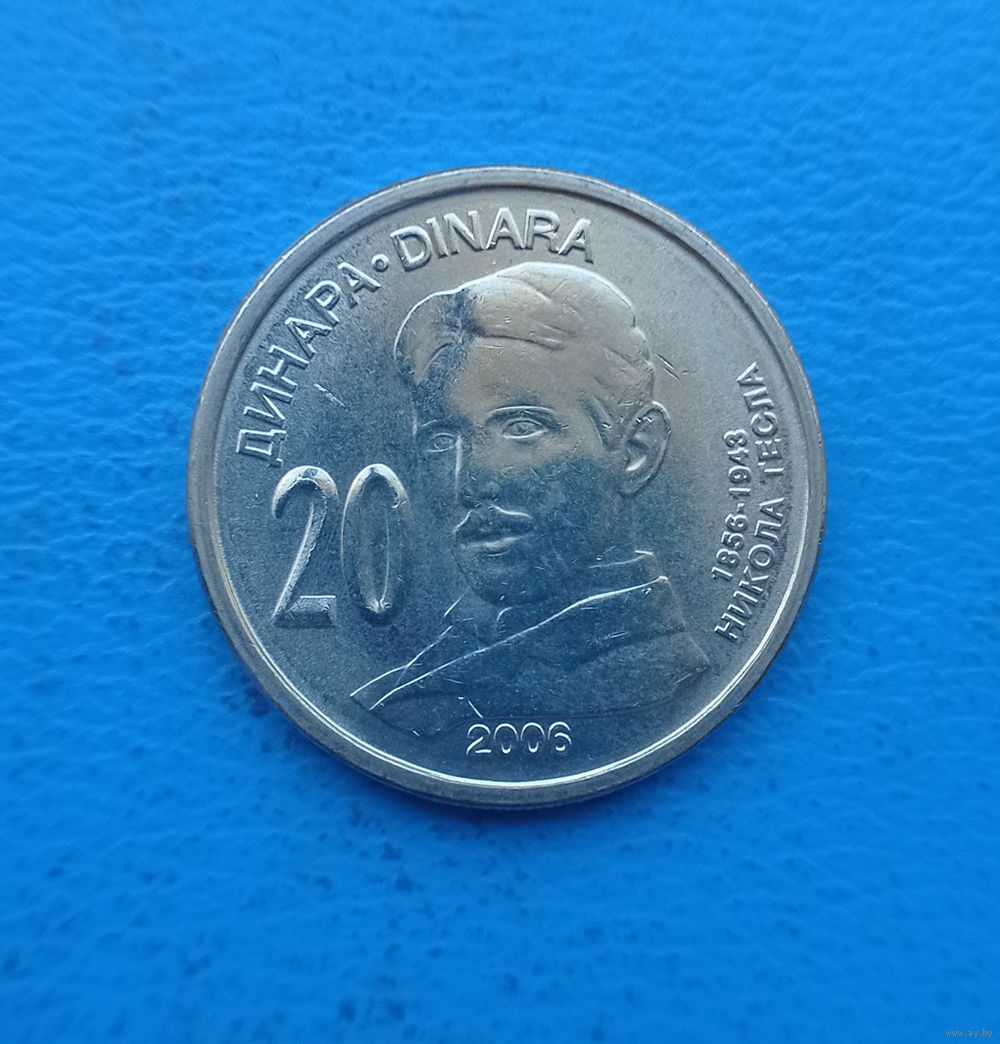 ДИНАРА • DINARA
20
1856-1943
НИКОЛА ТЕСЛА
2006
www.ay.by